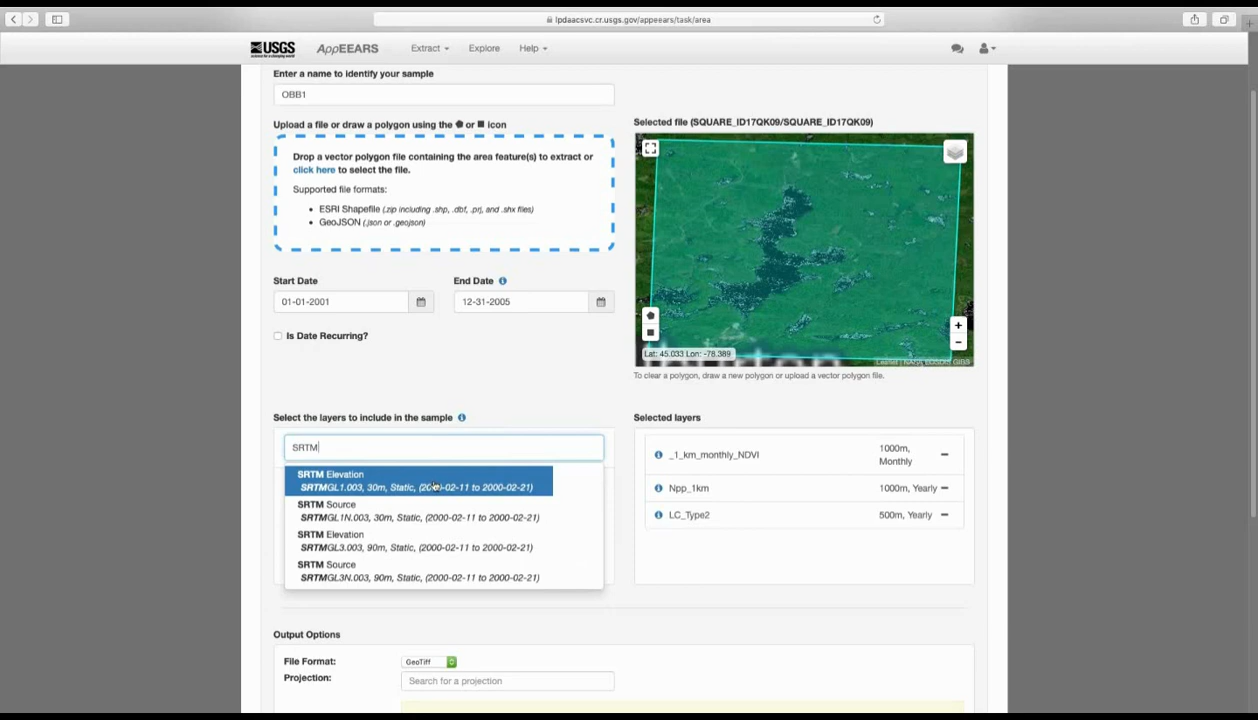 lpdaacsvc.cr.usgs.gov/appeears/task/area
USGS
science for a changing world
AppEEARS
Extract
Explore
Help
Enter a name to identify your sample
OBB1
Upload a file or draw a polygon using the or icon
Drop a vector polygon file containing the area feature(s) to extract or
click here to select the file.
Supported file formats:
• ESRI Shapefile (.zip including .shp, .dbf, .prj, and .shx files)
• GeoJSON (.json or .geojson)
Selected file (SQUARE_ID17QK09/SQUARE_ID17QK09)
+
−
Lat: 45.033 Lon: -78.389
To clear a polygon, draw a new polygon or upload a vector polygon file.
Start Date
End Date
01-01-2001
12-31-2005
Is Date Recurring?
Select the layers to include in the sample
SRTM
SRTM Elevation
SRTMGL1.003, 30m, Static, (2000-02-11 to 2000-02-21)
SRTM Source
SRTMGL1N.003, 30m, Static, (2000-02-11 to 2000-02-21)
SRTM Elevation
SRTMGL3.003, 90m, Static, (2000-02-11 to 2000-02-21)
SRTM Source
SRTMGL3N.003, 90m, Static, (2000-02-11 to 2000-02-21)
Selected layers
_1_km_monthly_NDVI 1000m,
Monthly
Npp_1km 1000m, Yearly
LC_Type2 500m, Yearly
Output Options
File Format: GeoTiff
Projection: Search for a projection